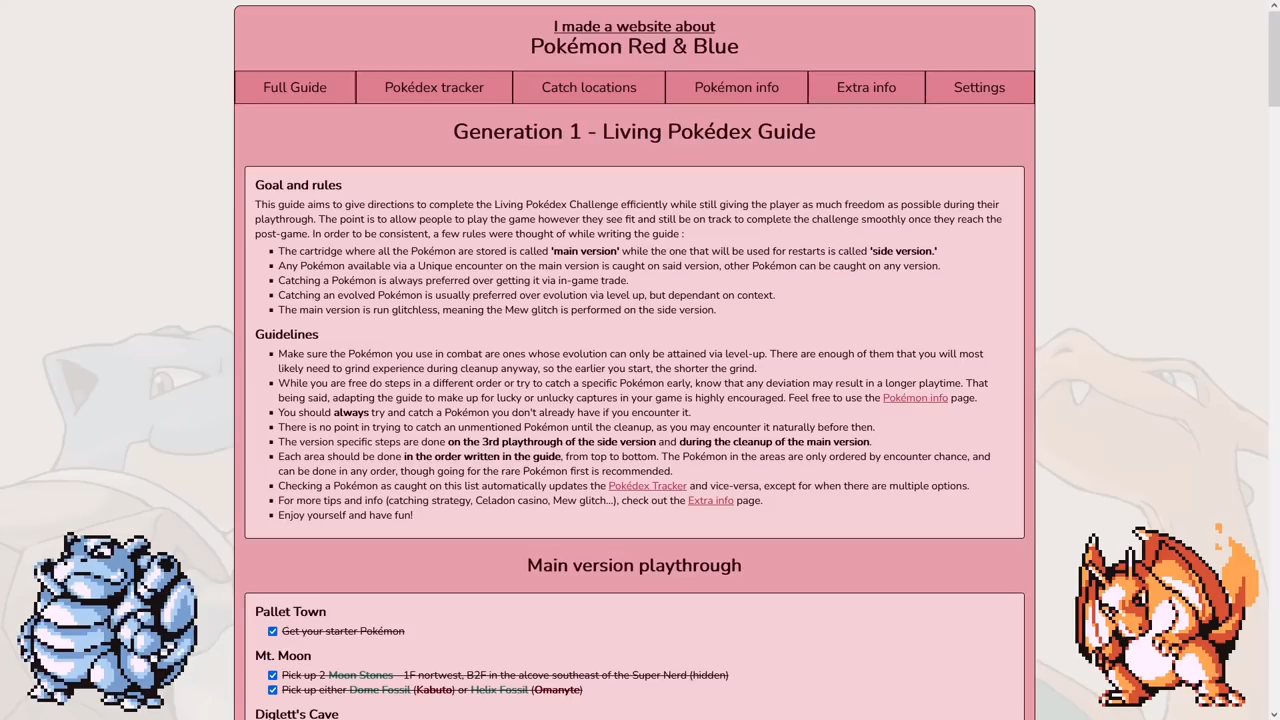 I made a website about
Pokémon Red & Blue
Full Guide
Pokédex tracker
Catch locations
Pokémon info
Extra info
Settings
Generation 1 - Living Pokédex Guide
Goal and rules
This guide aims to give directions to complete the Living Pokédex Challenge efficiently while still giving the player as much freedom as possible during their
playthrough. The point is to allow people to play the game however they see fit and still be on track to complete the challenge smoothly once they reach the
post-game. In order to be consistent, a few rules were thought of while writing the guide :
The cartridge where all the Pokémon are stored is called 'main version' while the one that will be used for restarts is called 'side version.'
Any Pokémon available via a Unique encounter on the main version is caught on said version, other Pokémon can be caught on any version.
Catching a Pokémon is always preferred over getting it via in-game trade.
Catching an evolved Pokémon is usually preferred over evolution via level up, but dependant on context.
The main version is run glitchless, meaning the Mew glitch is performed on the side version.
Guidelines
Make sure the Pokémon you use in combat are ones whose evolution can only be attained via level-up. There are enough of them that you will most
likely need to grind experience during cleanup anyway, so the earlier you start, the shorter the grind.
While you are free do steps in a different order or try to catch a specific Pokémon early, know that any deviation may result in a longer playtime. That
being said, adapting the guide to make up for lucky or unlucky captures in your game is highly encouraged. Feel free to use the Pokémon info page.
You should always try and catch a Pokémon you don't already have if you encounter it.
There is no point in trying to catch an unmentioned Pokémon until the cleanup, as you may encounter it naturally before then.
The version specific steps are done on the 3rd playthrough of the side version and during the cleanup of the main version.
Each area should be done in the order written in the guide, from top to bottom. The Pokémon in the areas are only ordered by encounter chance, and
can be done in any order, though going for the rare Pokémon first is recommended.
Checking a Pokémon as caught on this list automatically updates the Pokédex Tracker and vice-versa, except for when there are multiple options.
For more tips and info (catching strategy, Celadon casino, Mew glitch...), check out the Extra info page.
Enjoy yourself and have fun!
Main version playthrough
Pallet Town
Get your starter Pokémon
Mt. Moon
Pick up 2 Moon Stones - 1F nortwest, B2F in the alcove southeast of the Super Nerd (hidden)
Pick up either Dome Fossil (Kabuto) or Helix Fossil (Omanyte)
Diglett's Cave